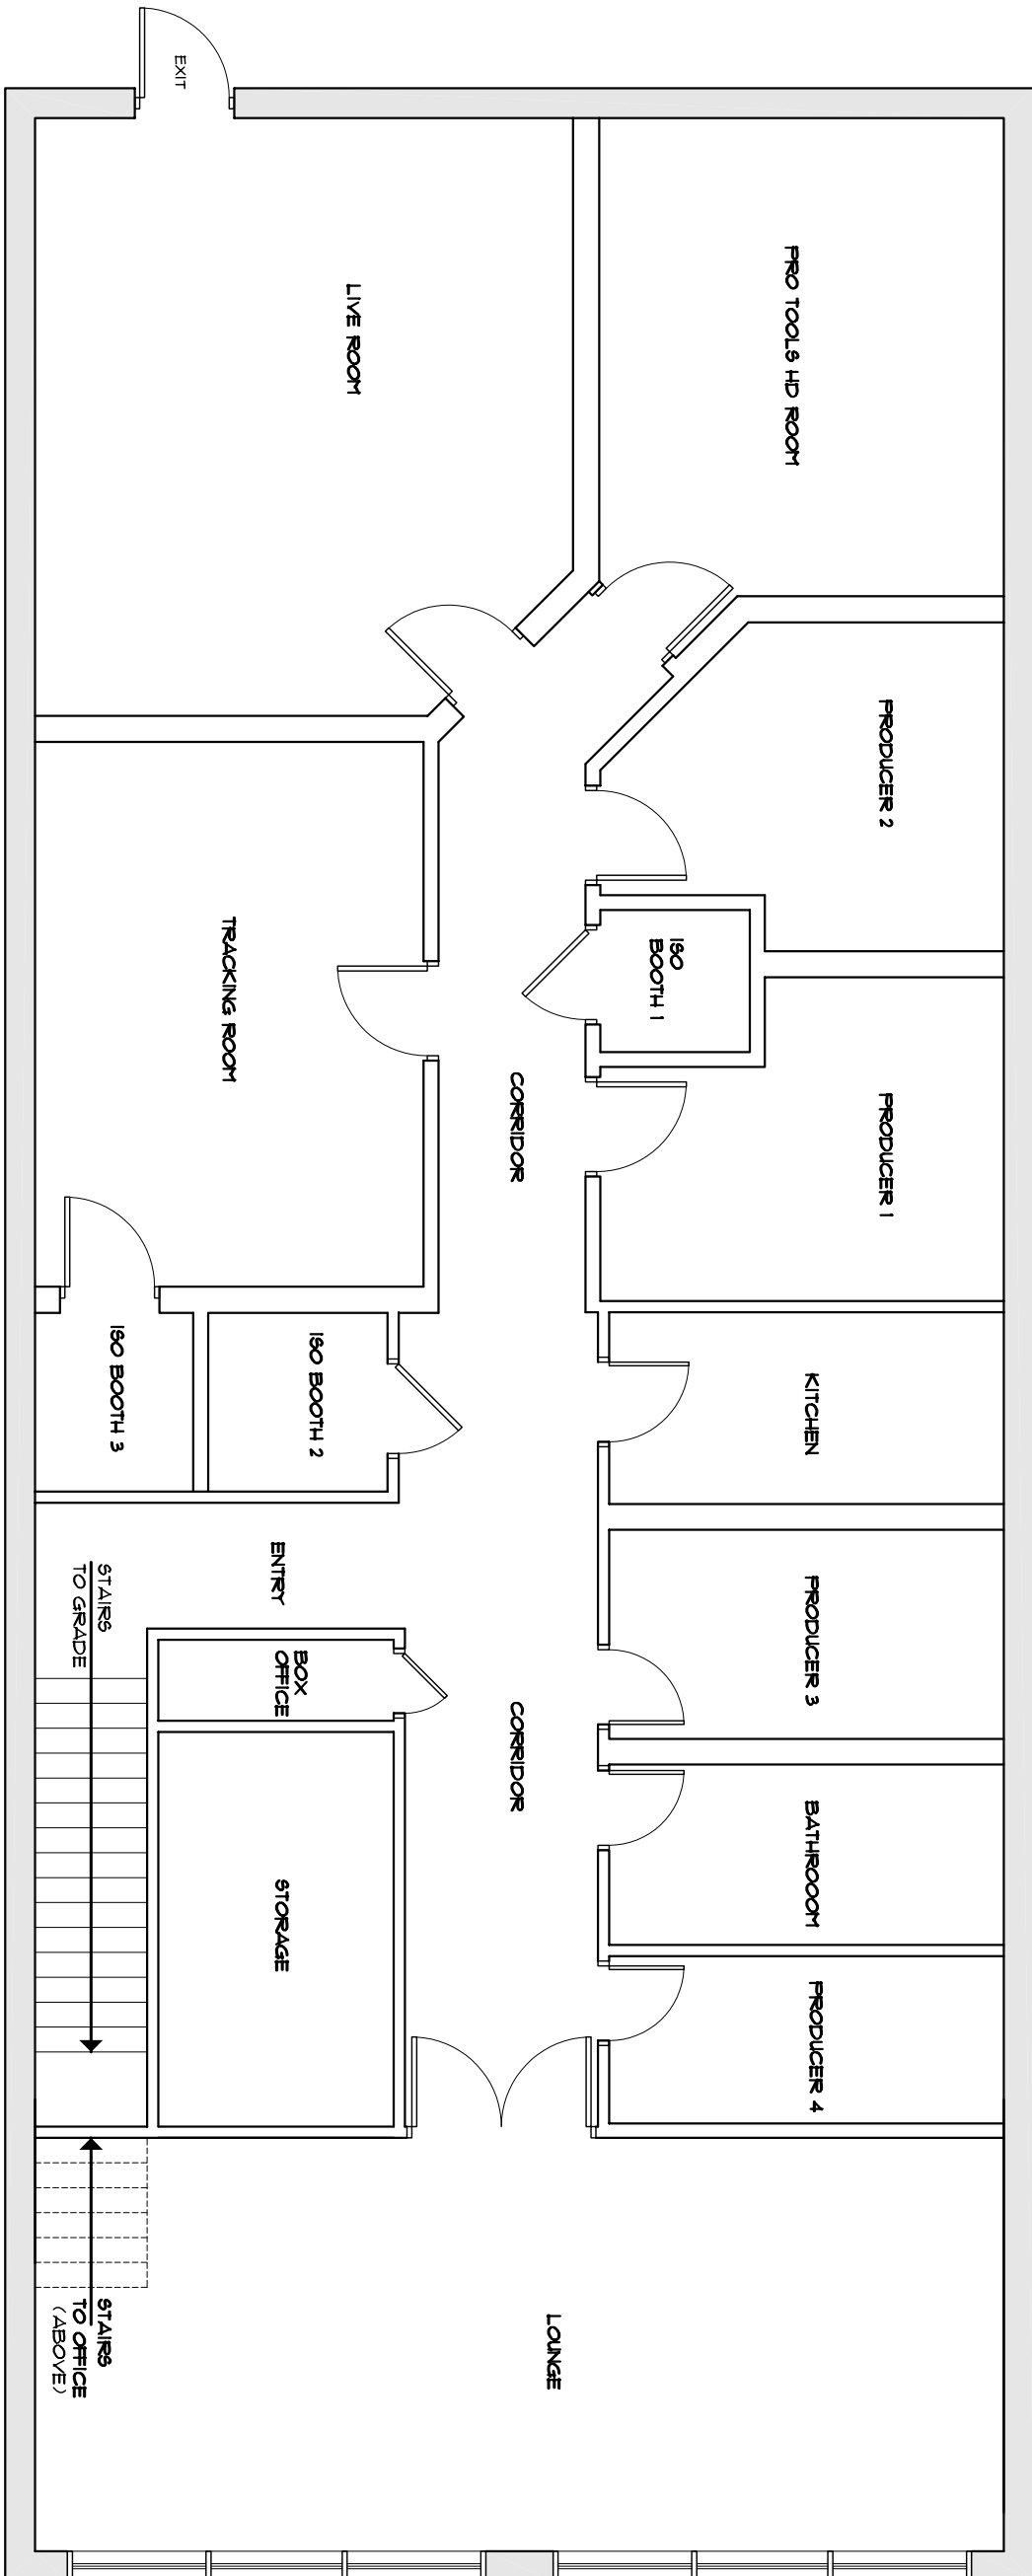 EXIT
LIVE ROOM
PRO TOOLS HD ROOM
PRODUCER 2
TRACKING ROOM
ISO
BOOTH 1
CORRIDOR
PRODUCER 1
ISO BOOTH 3
ISO BOOTH 2
KITCHEN
ENTRY
STAIRS
TO GRADE
BOX
OFFICE
PRODUCER 3
CORRIDOR
STORAGE
BATHROOOM
PRODUCER 4
STAIRS
TO OFFICE
(ABOVE)
LOUNGE